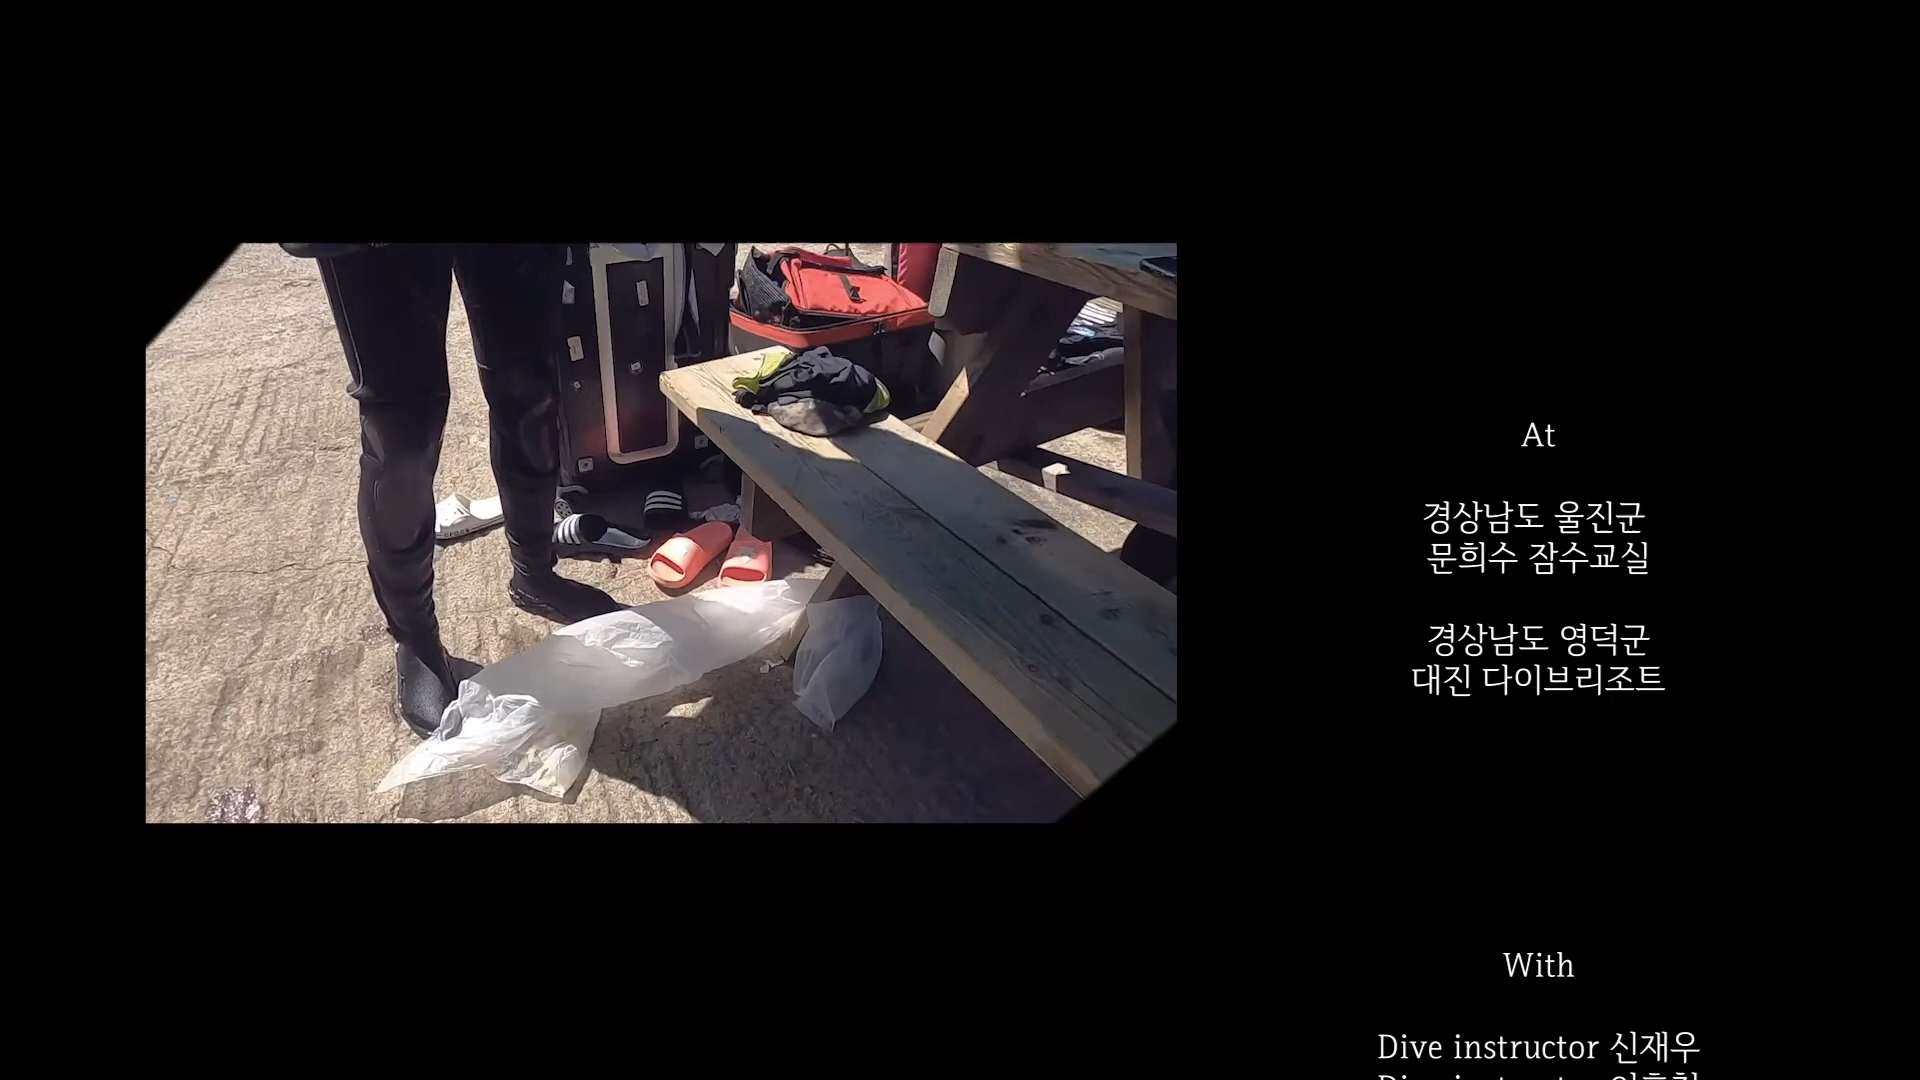 At
경상남도 울진군
문희수 잠수교실
경상남도 영덕군
대진 다이브리조트
With
Dive instructor 신재우